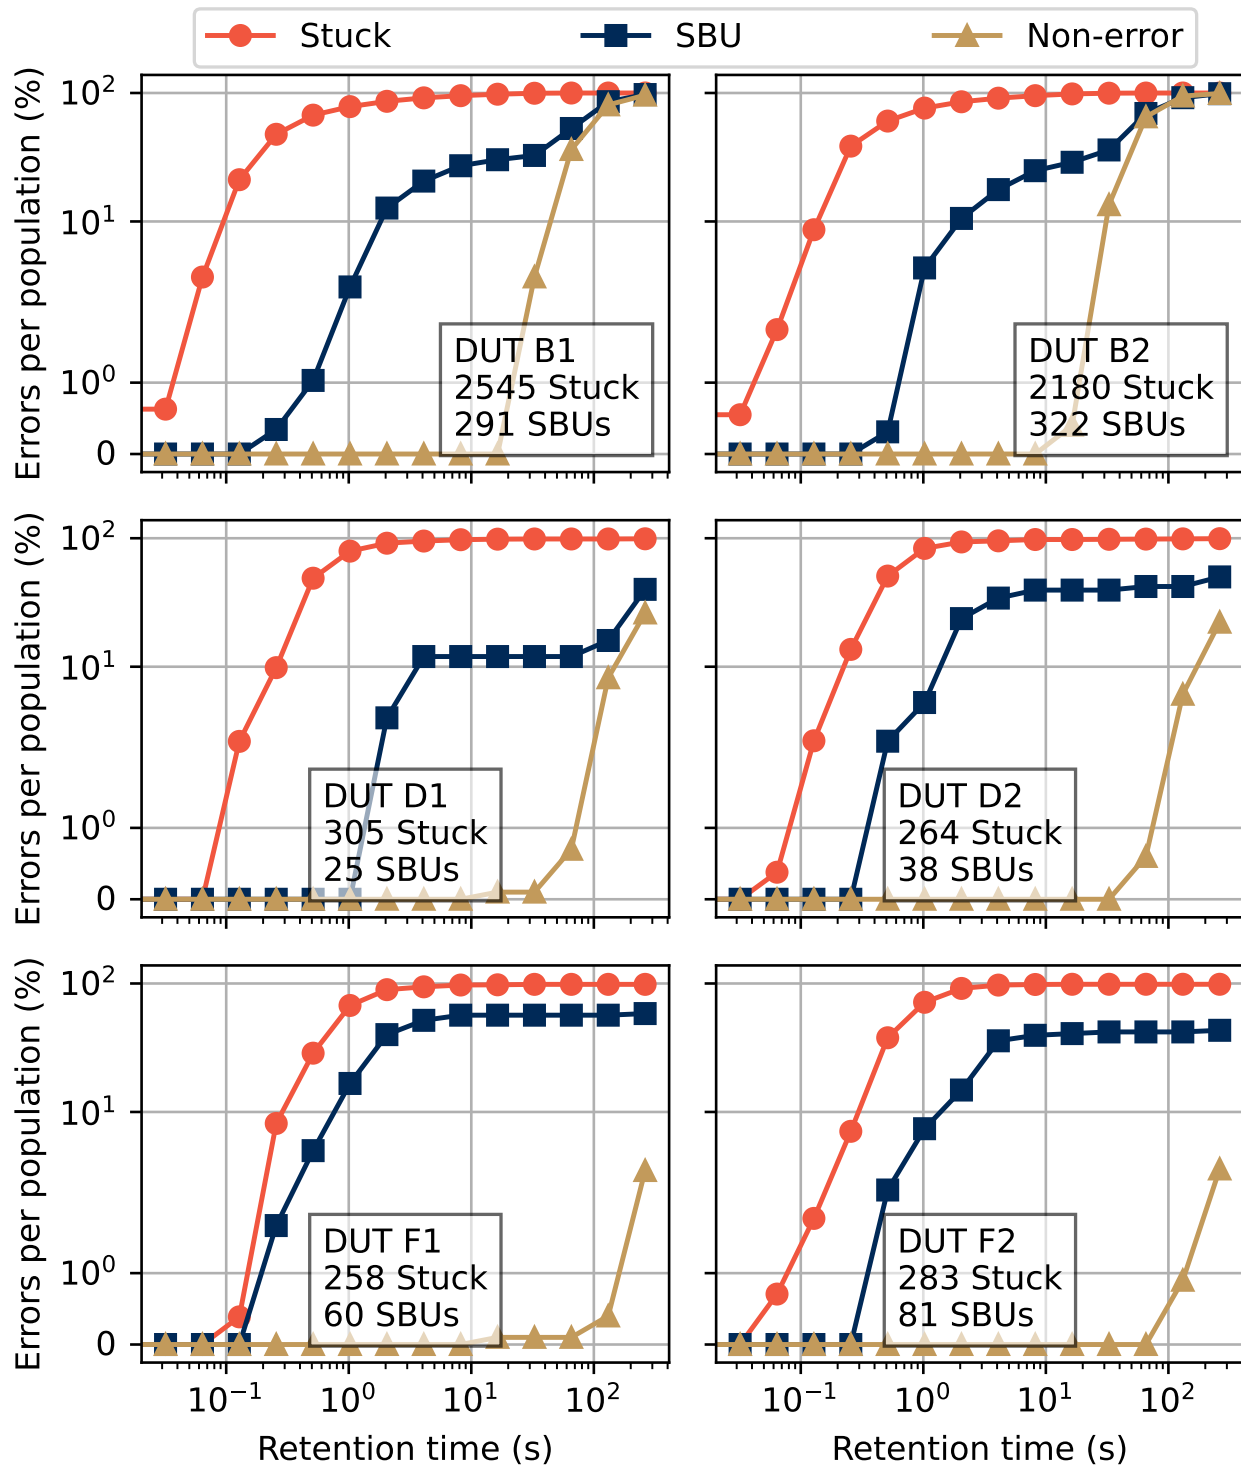 Stuck SBU Non-error
Errors per population (%)
10²
10¹
10⁰
0
DUT B1
2545 Stuck
291 SBUs
DUT B2
2180 Stuck
322 SBUs
Errors per population (%)
10²
10¹
10⁰
0
DUT D1
305 Stuck
25 SBUs
DUT D2
264 Stuck
38 SBUs
Errors per population (%)
10²
10¹
10⁰
0
DUT F1
258 Stuck
60 SBUs
DUT F2
283 Stuck
81 SBUs
10⁻¹ 10⁰ 10¹ 10²
10⁻¹ 10⁰ 10¹ 10²
Retention time (s)
Retention time (s)